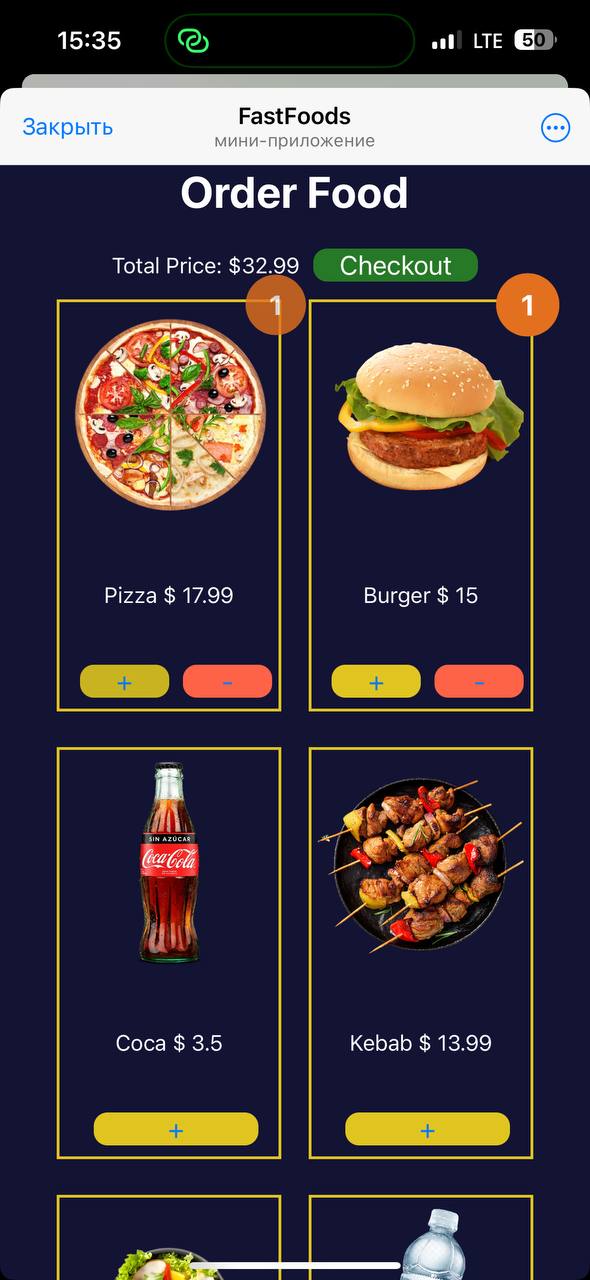 15:35
LTE
50
Закрыть
FastFoods
мини-приложение
Order Food
Total Price: $32.99
Checkout
1
1
Pizza $ 17.99
Burger $ 15
+
-
+
-
SIN AZÚCAR
Coca-Cola
Coca $ 3.5
Kebab $ 13.99
+
+